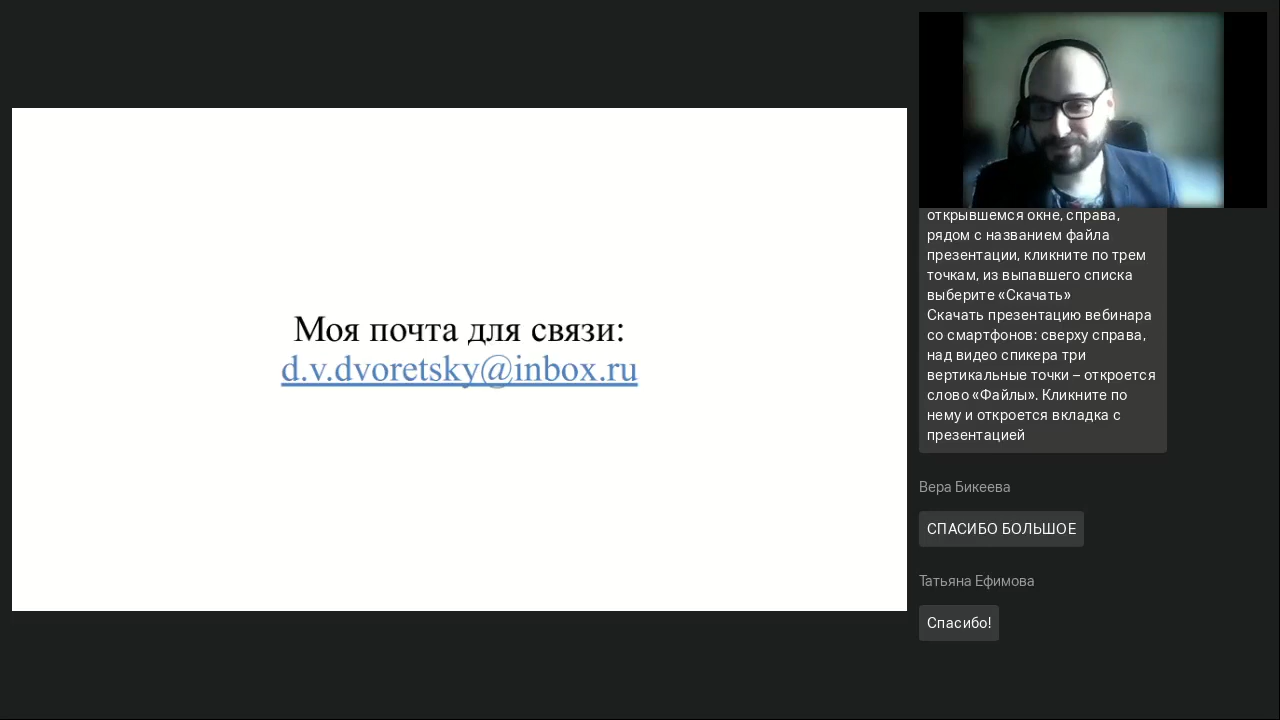 Моя почта для связи:
d.v.dvoretsky@inbox.ru
открывшемся окне, справа,
рядом с названием файла
презентации, кликните по трем
точкам, из выпавшего списка
выберите «Скачать»
Скачать презентацию вебинара
со смартфонов: сверху справа,
над видео спикера три
вертикальные точки – откроется
слово «Файлы». Кликните по
нему и откроется вкладка с
презентацией
Вера Бикеева
СПАСИБО БОЛЬШОЕ
Татьяна Ефимова
Спасибо!